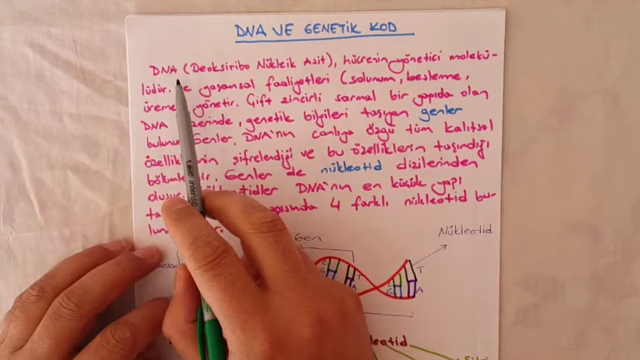 DNA VE GENETİK KOD
DNA (Deoksiribo Nükleik Asit), hücrenin yönetici molekü-
lüdür. yaşamsal faaliyetleri (solunum, beslenme,
üreme yönetir. Çift zincirli sarmal bir yapıda olan
DNA üzerinde, genetik bilgileri taşıyan genler
bulunur. Genler, DNA'nın canlıya özgü tüm kalıtsal
özelliklerin şifrelendiği ve bu özelliklerin taşındığı
bölümlerdir. Genler de nükleotid dizilerinden
oluşur. DNA'nın en küçük yapı
4 farklı nükleotid bu-
Gen
Nükleotid
T
A